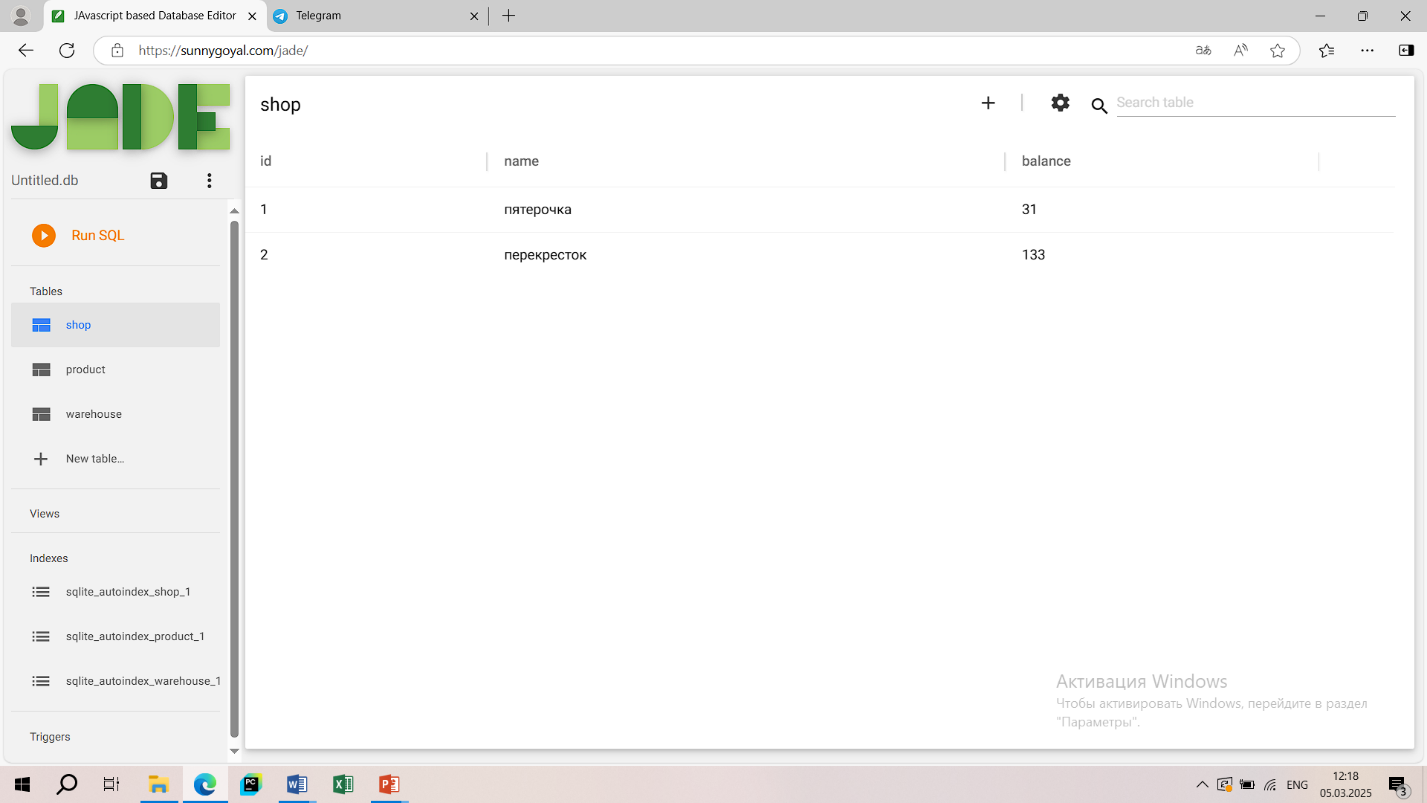 JAvascript based Database Editor
Telegram
https://sunnygoyal.com/jade/
JADE
Untitled.db
Run SQL
Tables
shop
product
warehouse
New table...
Views
Indexes
sqlite_autoindex_shop_1
sqlite_autoindex_product_1
sqlite_autoindex_warehouse_1
Triggers
shop
Search table
id name balance
1 пятерочка 31
2 перекресток 133
Активация Windows
Чтобы активировать Windows, перейдите в раздел
"Параметры".
ENG
12:18
05.03.2025
3